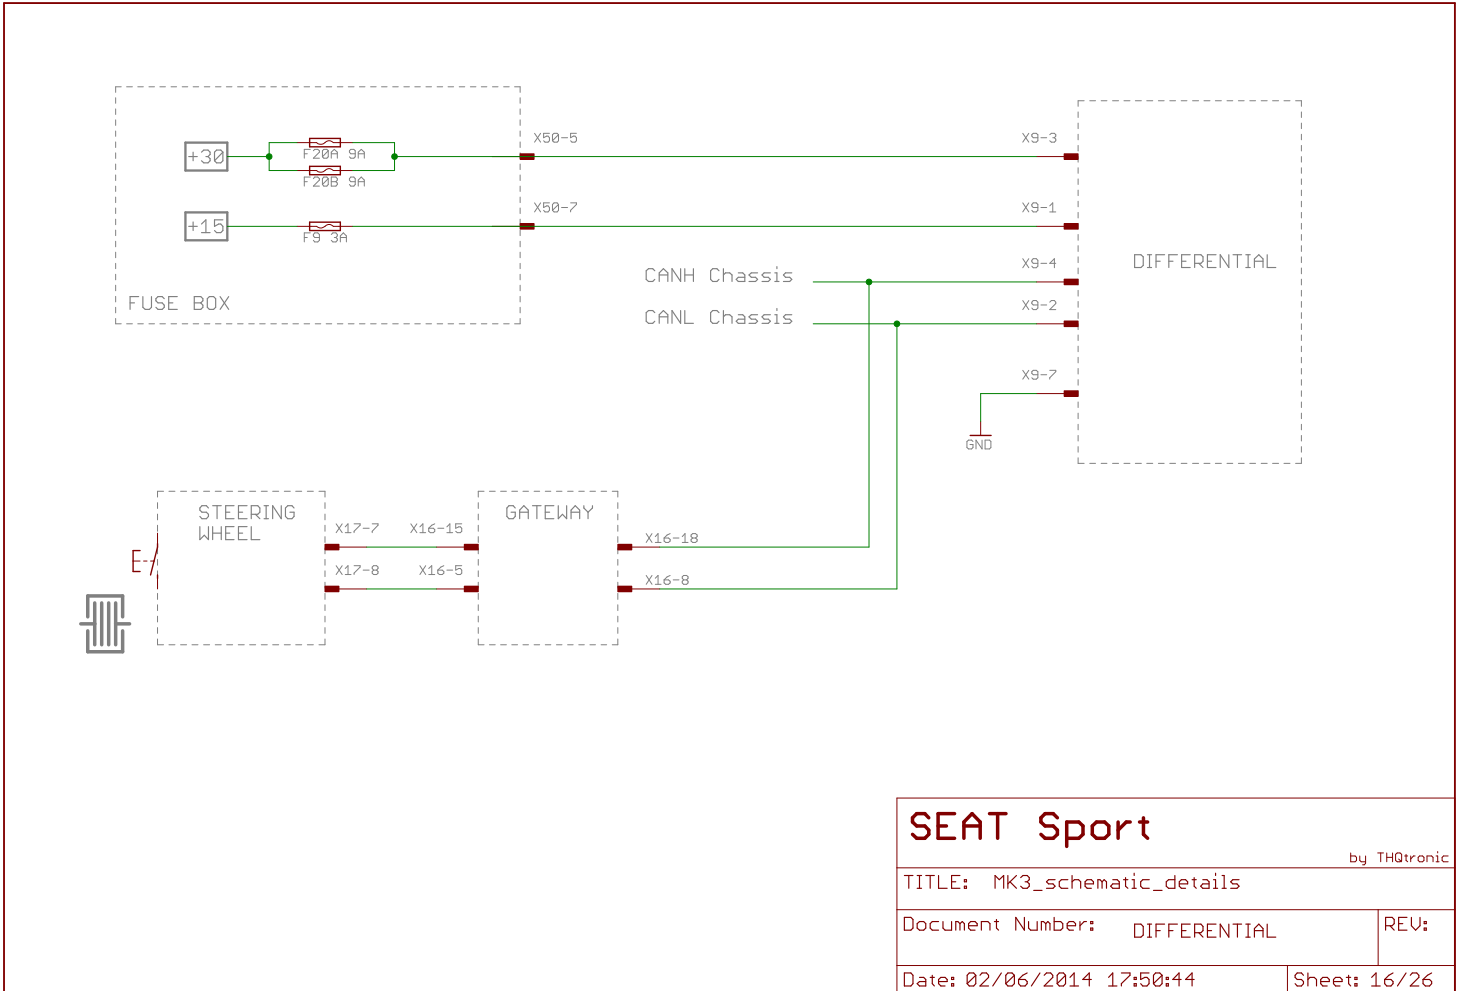 X50-5
X9-3
+30
F20A 9A
F20B 9A
X50-7
X9-1
+15
F9 3A
CANH Chassis
X9-4
DIFFERENTIAL
FUSE BOX
CANL Chassis
X9-2
X9-7
GND
STEERING
WHEEL
X17-7
X16-15
GATEWAY
X16-18
X17-8
X16-5
X16-8
SEAT Sport
by THQtronic
TITLE: MK3_schematic_details
Document Number: DIFFERENTIAL
REV:
Date: 02/06/2014 17:50:44
Sheet: 16/26